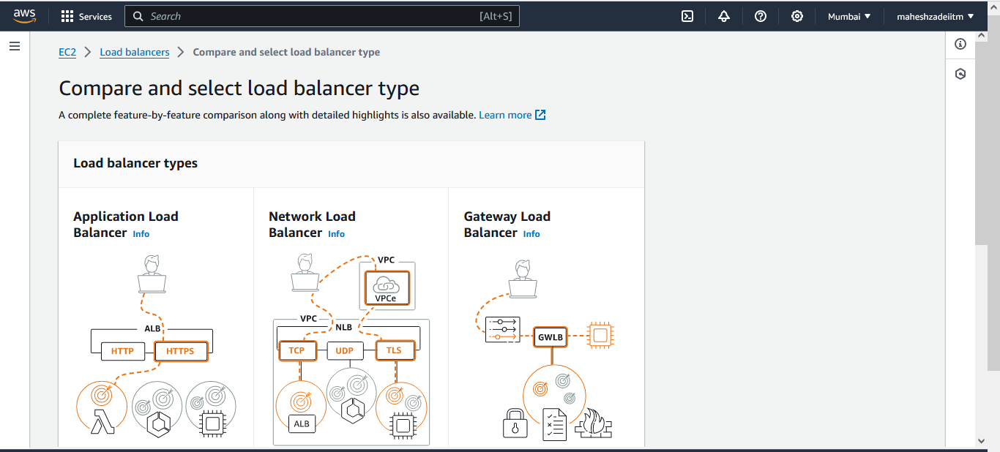 aws Services Search [Alt+S] Mumbai maheshzadeiitm
EC2 Load balancers Compare and select load balancer type
Compare and select load balancer type
A complete feature-by-feature comparison along with detailed highlights is also available. Learn more
Load balancer types
Application Load
Balancer Info
ALB
HTTP HTTPS
Network Load
Balancer Info
VPC
VPCe
VPC
NLB
TCP UDP TLS
ALB
Gateway Load
Balancer Info
GWLB